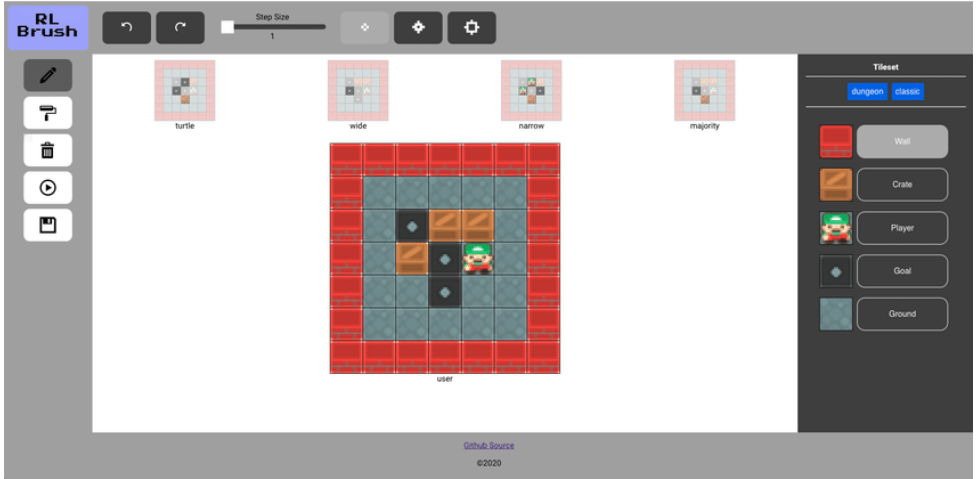 RL
Brush
Step Size
1
turtle
wide
narrow
majority
user
Tileset
dungeon classic
Wall
Crate
Player
Goal
Ground
Github Source
©2020